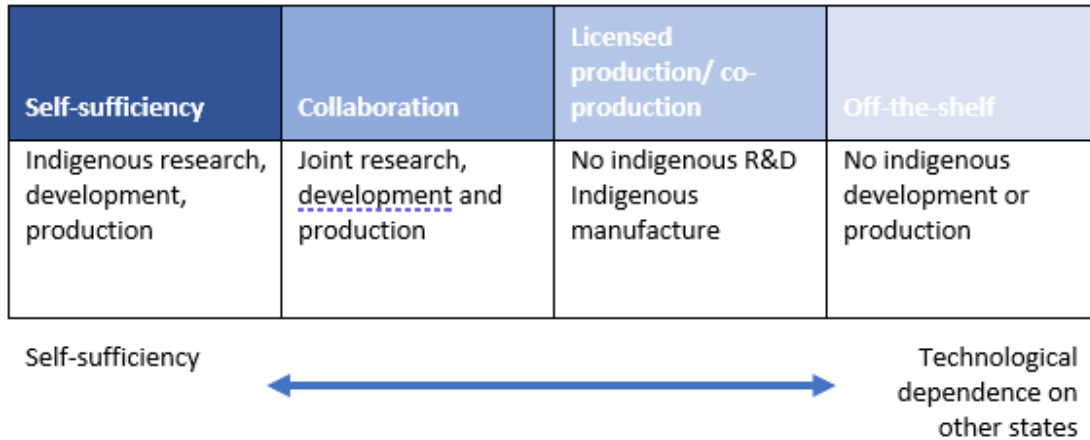 Self-sufficiency
Collaboration
Licensed
production/ co-
production
Off-the-shelf
Indigenous research,
development,
production
Joint research,
development and
production
No indigenous R&D
Indigenous
manufacture
No indigenous
development or
production
Self-sufficiency
Technological
dependence on
other states